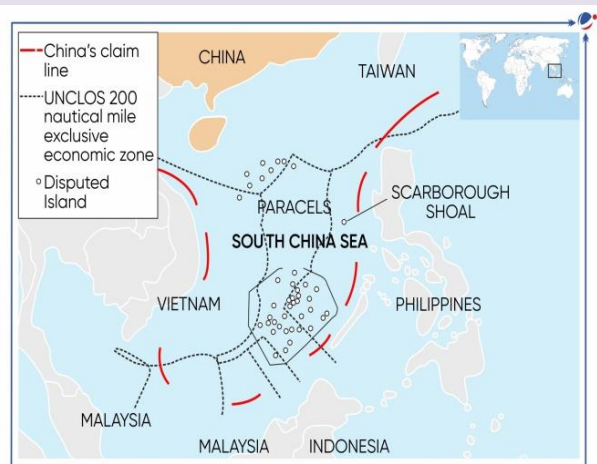 China's claim
line
UNCLOS 200
nautical mile
exclusive
economic zone
Disputed
Island
CHINA
TAIWAN
PARACELS
SCARBOROUGH
SHOAL
SOUTH CHINA SEA
VIETNAM
PHILIPPINES
MALAYSIA
MALAYSIA
INDONESIA